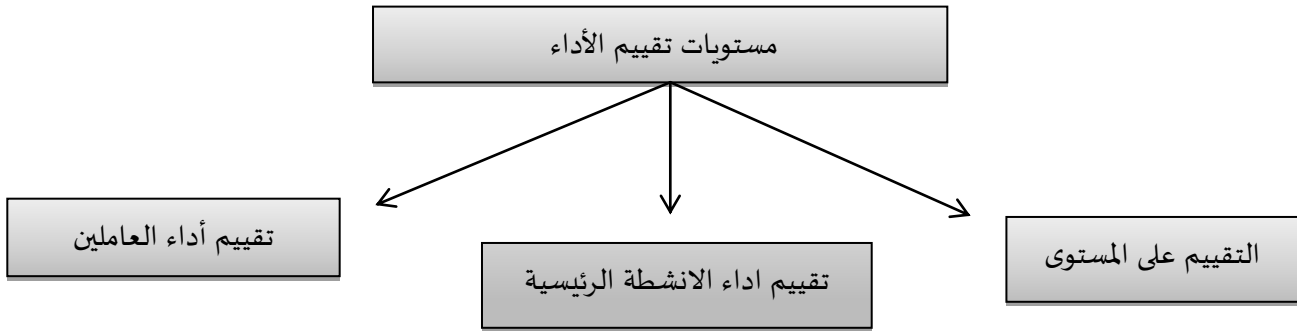 مستويات تقييم الأداء
التقييم على المستوى
تقييم اداء الانشطة الرئيسية
تقييم أداء العاملين